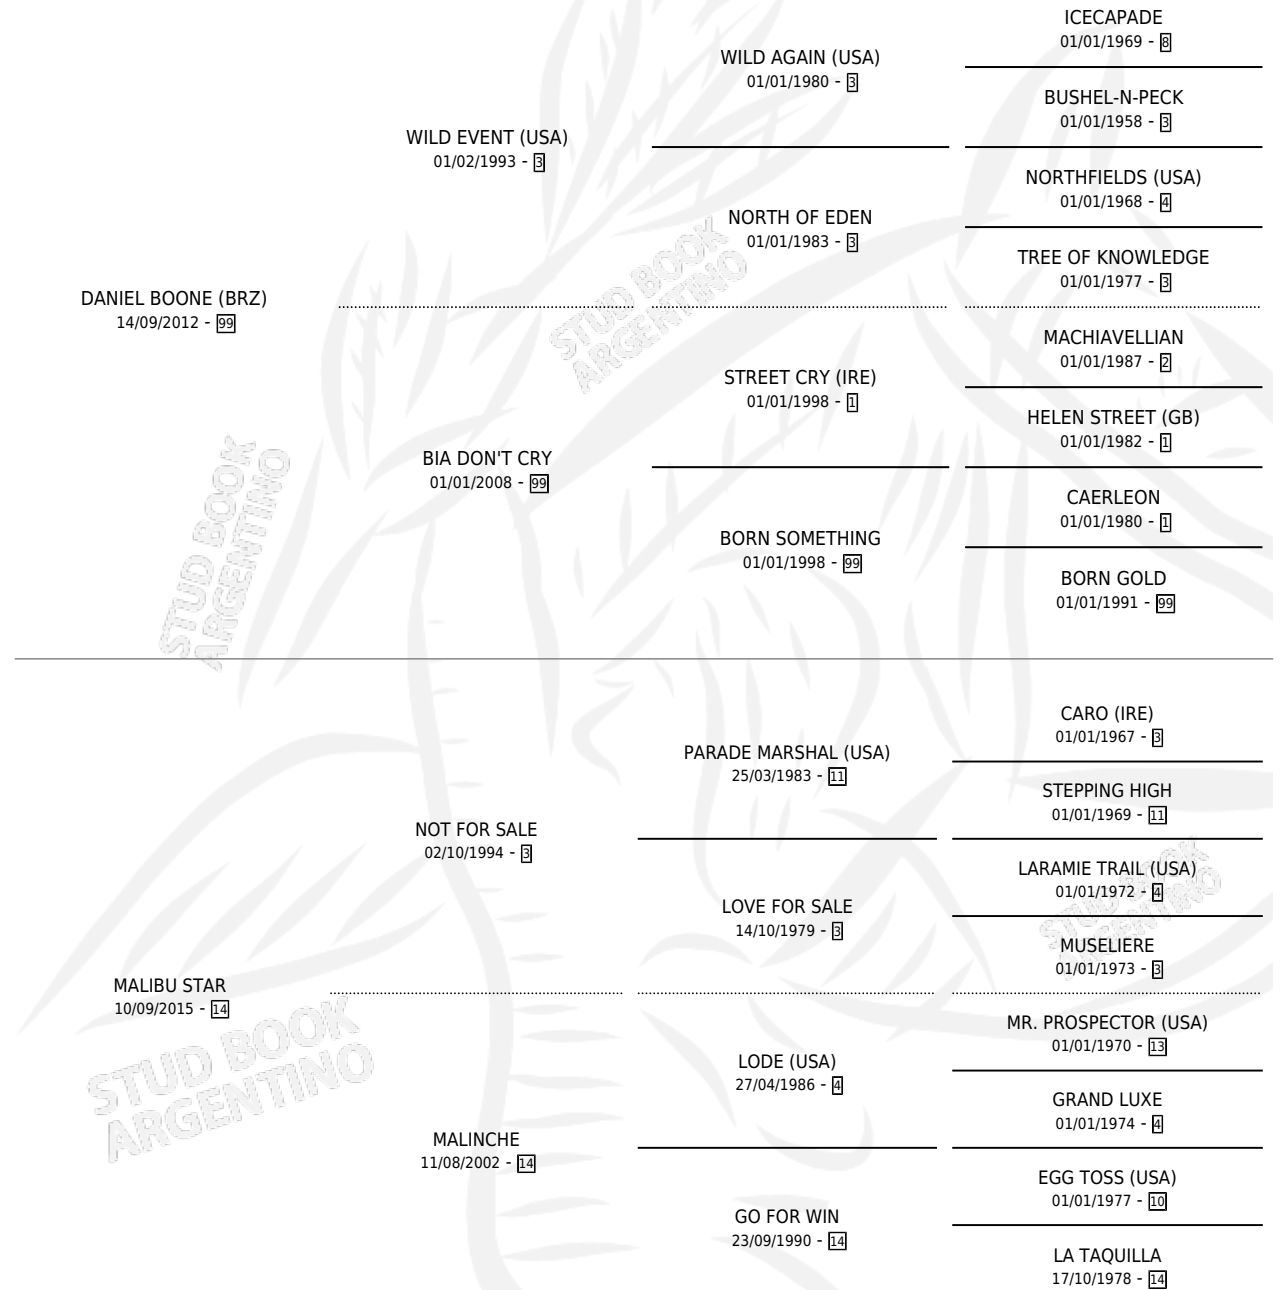 ICECAPADE
01/01/1969 - 8
WILD AGAIN (USA)
01/01/1980 - 3
BUSHEL-N-PECK
01/01/1958 - 3
WILD EVENT (USA)
01/02/1993 - 3
NORTHFIELDS (USA)
01/01/1968 - 4
NORTH OF EDEN
01/01/1983 - 3
TREE OF KNOWLEDGE
01/01/1977 - 3
DANIEL BOONE (BRZ)
14/09/2012 - 99
STUD BOOK
ARGENTINO
MACHIAVELLIAN
01/01/1987 - 2
STREET CRY (IRE)
01/01/1998 - 1
HELEN STREET (GB)
01/01/1982 - 1
BIA DON'T CRY
01/01/2008 - 99
CAERLEON
01/01/1980 - 1
BORN SOMETHING
01/01/1998 - 99
BORN GOLD
01/01/1991 - 99
STUD BOOK
ARGENTINO
CARO (IRE)
01/01/1967 - 3
PARADE MARSHAL (USA)
25/03/1983 - 11
STEPPING HIGH
01/01/1969 - 11
NOT FOR SALE
02/10/1994 - 3
LARAMIE TRAIL (USA)
01/01/1972 - 4
LOVE FOR SALE
14/10/1979 - 3
MUSELIERE
01/01/1973 - 3
STUD BOOK
ARGENTINO
MALIBU STAR
10/09/2015 - 14
MR. PROSPECTOR (USA)
01/01/1970 - 13
LODE (USA)
27/04/1986 - 4
GRAND LUXE
01/01/1974 - 4
STUD BOOK
ARGENTINO
MALINCHE
11/08/2002 - 14
EGG TOSS (USA)
01/01/1977 - 10
GO FOR WIN
23/09/1990 - 14
LA TAQUILLA
17/10/1978 - 14